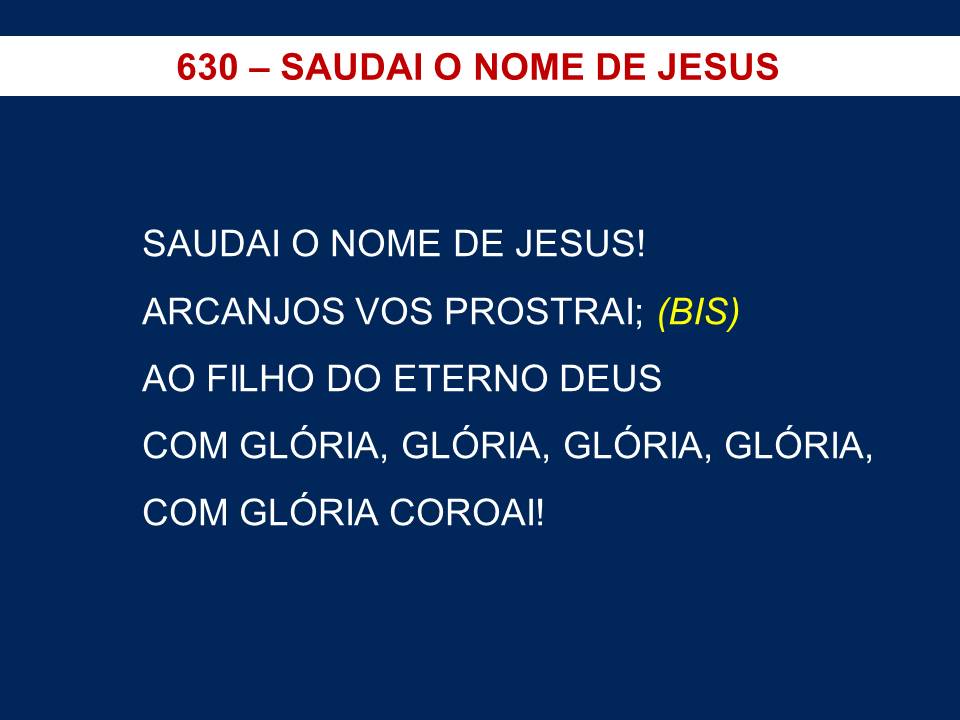 630 – SAUDAI O NOME DE JESUS
SAUDAI O NOME DE JESUS!
ARCANJOS VOS PROSTRAI; (BIS)
AO FILHO DO ETERNO DEUS
COM GLÓRIA, GLÓRIA, GLÓRIA, GLÓRIA,
COM GLÓRIA COROAI!